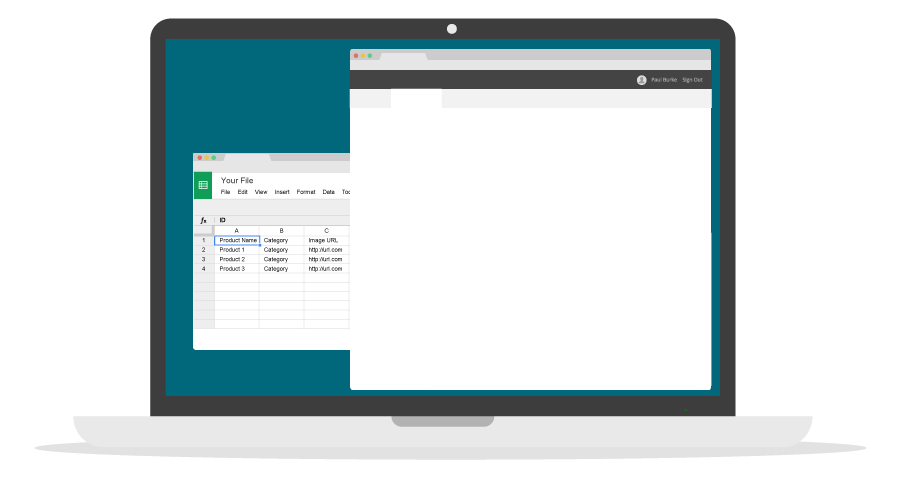 Paul Burke Sign Out
Your File
File Edit View Insert Format Data Too
fx ID
A B C
1 Product Name Category Image URL
2 Product 1 Category http://url.com
3 Product 2 Category http://url.com
4 Product 3 Category http://url.com